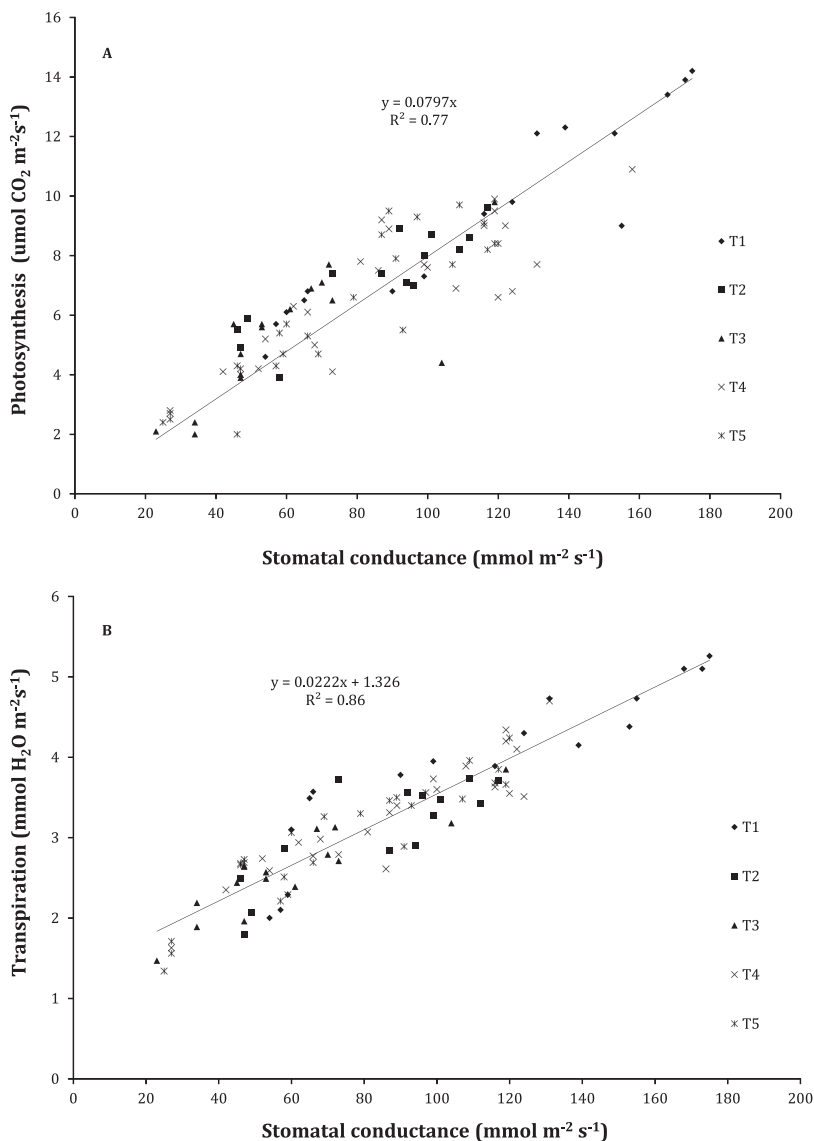 A
y = 0.0797x
R² = 0.77
Photosynthesis (umol CO₂ m⁻²s⁻¹)
16
14
12
10
8
6
4
2
0
0 20 40 60 80 100 120 140 160 180 200
Stomatal conductance (mmol m⁻² s⁻¹)
T1
T2
T3
T4
T5
B
y = 0.0222x + 1.326
R² = 0.86
Transpiration (mmol H₂O m⁻²s⁻¹)
6
5
4
3
2
1
0
0 20 40 60 80 100 120 140 160 180 200
Stomatal conductance (mmol m⁻² s⁻¹)
T1
T2
T3
T4
T5